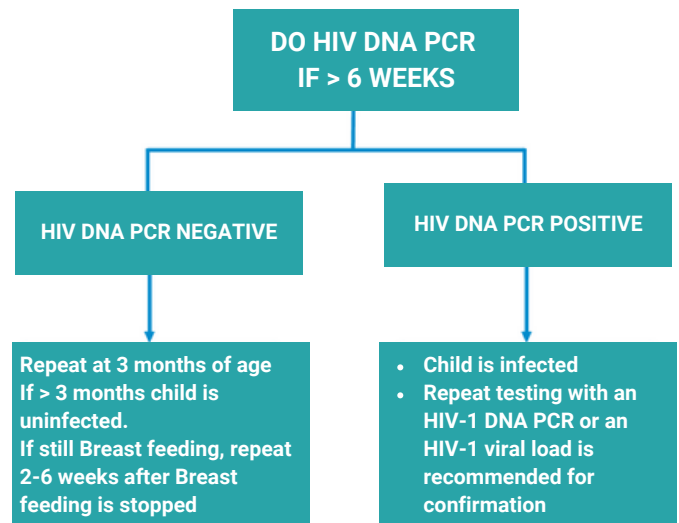 DO HIV DNA PCR
IF > 6 WEEKS
HIV DNA PCR NEGATIVE
HIV DNA PCR POSITIVE
Repeat at 3 months of age
If > 3 months child is
uninfected.
If still Breast feeding, repeat
2-6 weeks after Breast
feeding is stopped
• Child is infected
• Repeat testing with an
HIV-1 DNA PCR or an
HIV-1 viral load is
recommended for
confirmation